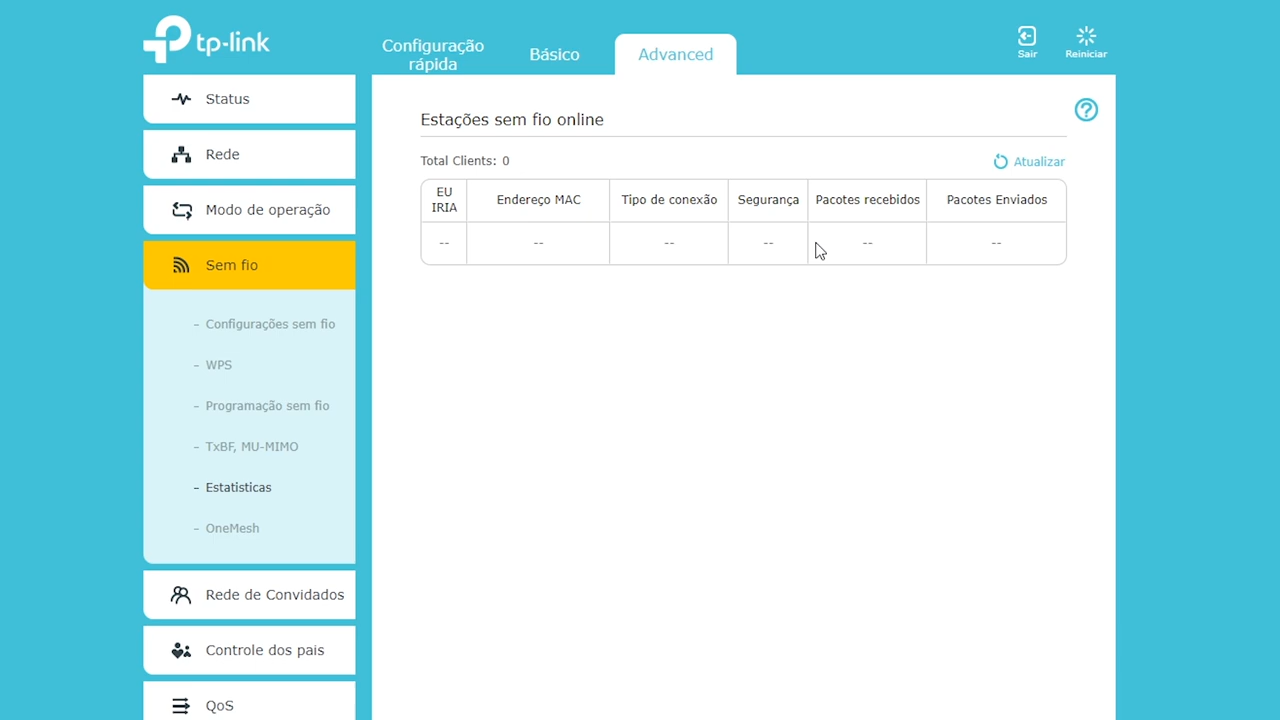 tp-link
Configuração
rápida
Básico
Advanced
Sair
Reiniciar
Status
Rede
Modo de operação
Sem fio
- Configurações sem fio
- WPS
- Programação sem fio
- TxBF, MU-MIMO
- Estatisticas
- OneMesh
Rede de Convidados
Controle dos pais
QoS
Estações sem fio online
?
Total Clients: 0
Atualizar
EU
IRIA
Endereço MAC
Tipo de conexão
Segurança
Pacotes recebidos
Pacotes Enviados
-- -- -- -- -- --